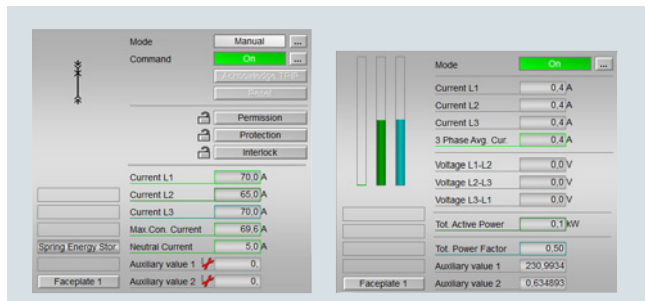 Mode Manual ...
Command On ...
Acknowledge TRIP
Reset
Permission
Protection
Interlock
Current L1 70,0 A
Current L2 65,0 A
Current L3 70,0 A
Max.Con. Current 69,6 A
Spring Energy Stor. Neutral Current 5,0 A
Auxiliary value 1 0,
Faceplate 1 Auxiliary value 2 0,
Mode On ...
Current L1 0,4 A
Current L2 0,4 A
Current L3 0,4 A
3 Phase Avg. Cur. 0,4 A
Voltage L1-L2 0,0 V
Voltage L2-L3 0,0 V
Voltage L3-L1 0,0 V
Tot. Active Power 0,1 kW
Tot. Power Factor 0,50
Auxiliary value 1 230,9934
Faceplate 1 Auxiliary value 2 0,634893